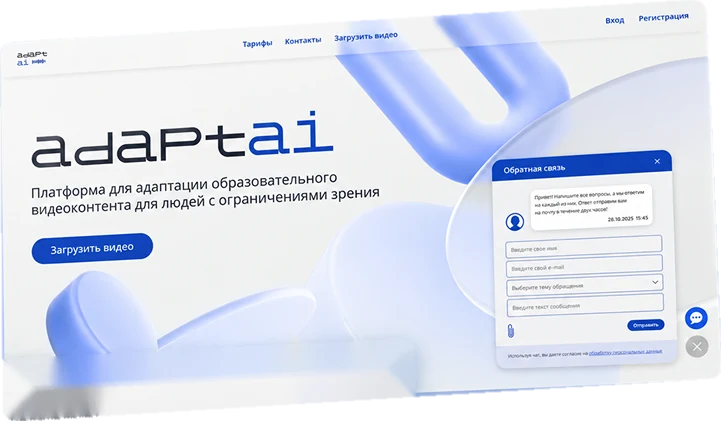 adapt
ai
Тарифы
Контакты
Загрузить видео
Вход
Регистрация
adaptai
Платформа для адаптации образовательного
видеоконтента для людей с ограничениями зрения
Загрузить видео
Обратная связь
Привет! Напишите все вопросы, а мы ответим
на каждый из них. Ответ отправим вам
на почту в течение двух часов!
28.10.2025 15:45
Введите свое имя
Введите свой e-mail
Выберите тему обращения
Введите текст сообщения
Отправить
Используя чат, вы даете согласие на обработку персональных данных